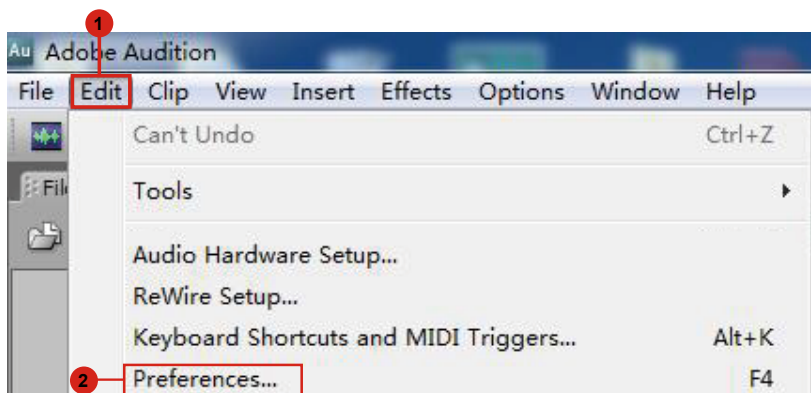 1
Au Adobe Audition
File Edit Clip View Insert Effects Options Window Help
Can't Undo Ctrl+Z
Fil
Tools
Audio Hardware Setup...
ReWire Setup...
Keyboard Shortcuts and MIDI Triggers... Alt+K
2 Preferences... F4